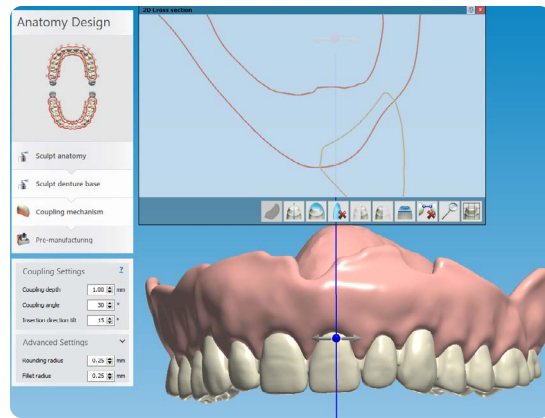 Anatomy Design
2D Cross section
Sculpt anatomy
Sculpt denture base
Coupling mechanism
Pre-manufacturing
Coupling Settings ?
Coupling depth 1.00 mm
Coupling angle 30 °
Insertion direction tilt 15 °
Advanced Settings
Rounding radius 0.25 mm
Fillet radius 0.25 mm